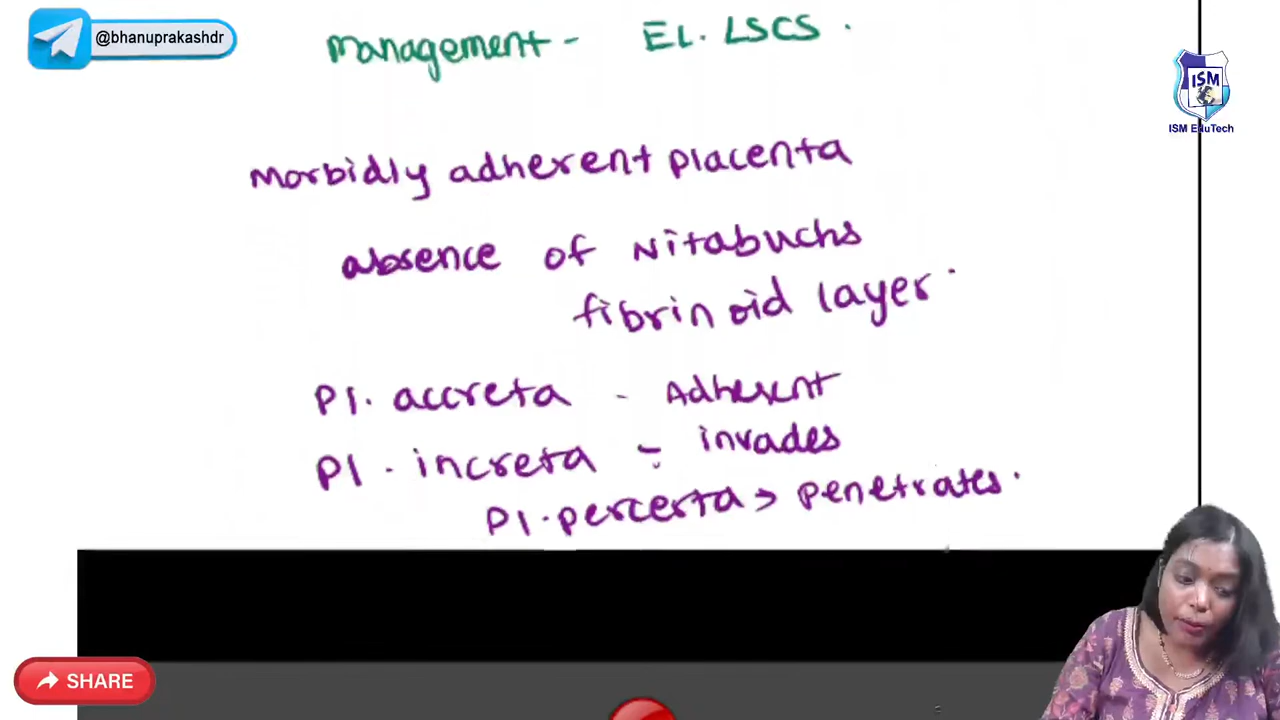 @bhanuprakashdr
ISM
ISM EduTech
Management - EL. LSCS.
Morbidly adherent placenta
absence of Nitabuchs
fibrinoid layer.
Pl. accreta - Adherent
Pl. increta - invades
Pl. percerta > penetrates.
SHARE